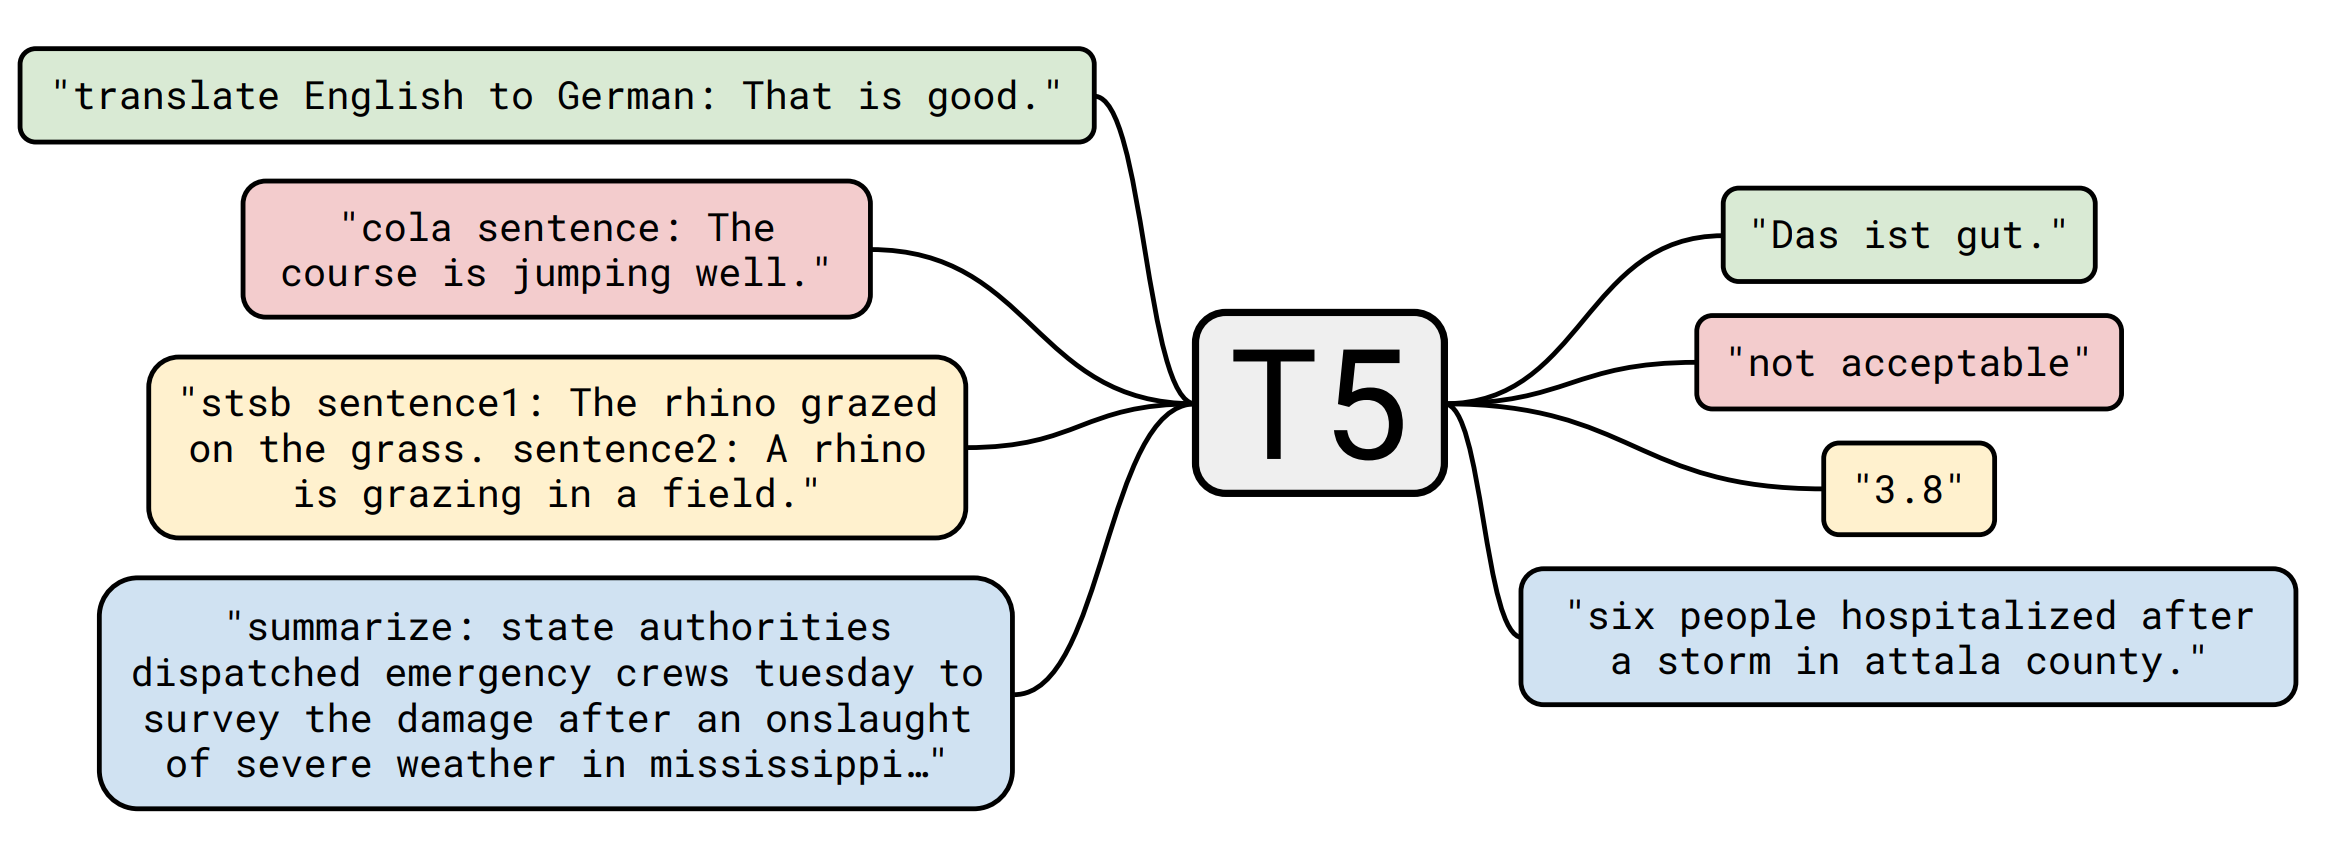 "translate English to German: That is good."
"cola sentence: The
course is jumping well."
"stsb sentence1: The rhino grazed
on the grass. sentence2: A rhino
is grazing in a field."
"summarize: state authorities
dispatched emergency crews tuesday to
survey the damage after an onslaught
of severe weather in mississippi…"
T5
"Das ist gut."
"not acceptable"
"3.8"
"six people hospitalized after
a storm in attala county."